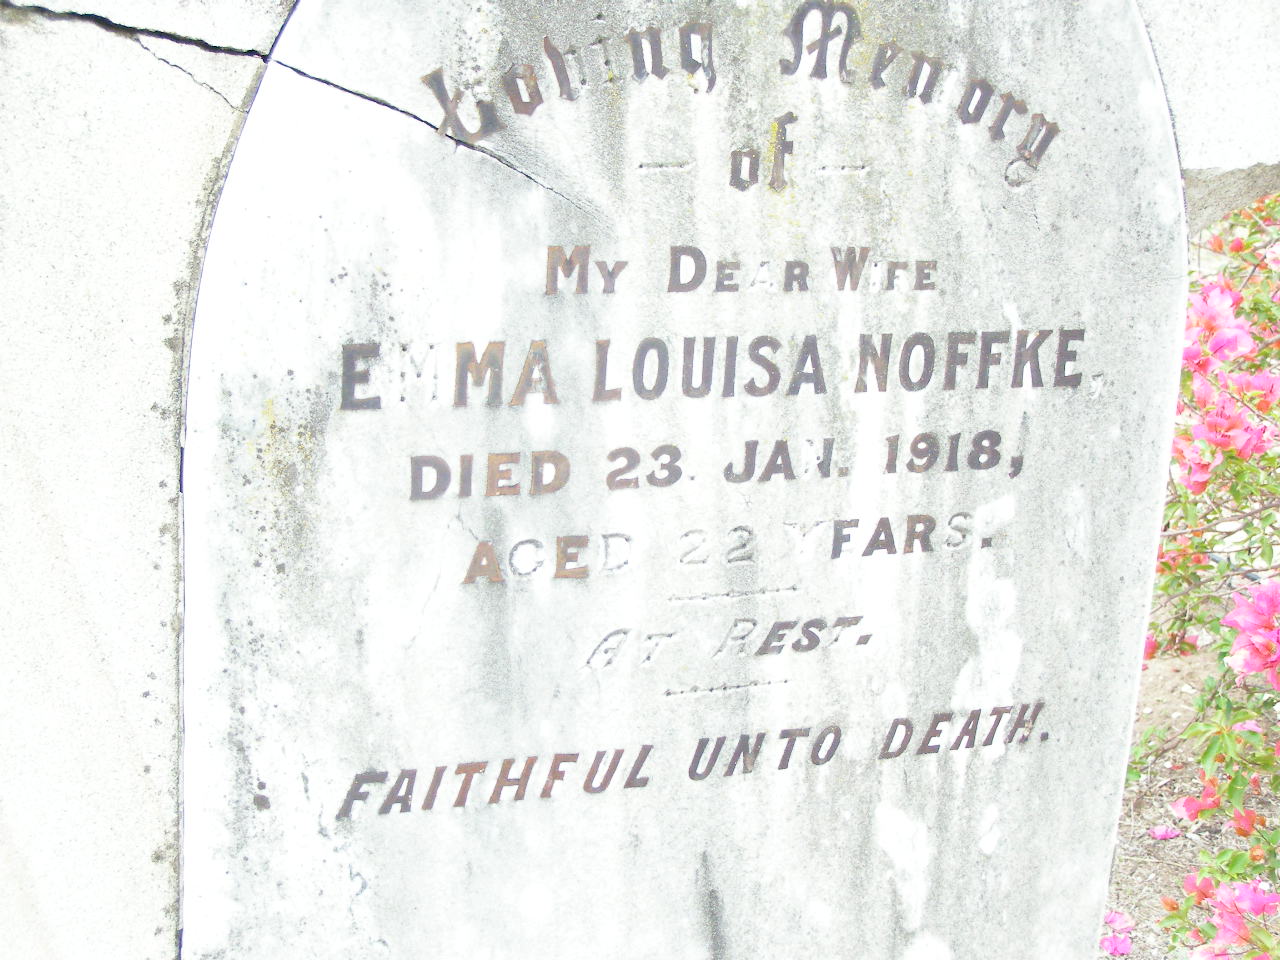 Loving Memory
— of —
MY DEAR WIFE
EMMA LOUISA NOFFKE,
DIED 23. JAN. 1918,
AGED 22 YEARS.
AT REST.
FAITHFUL UNTO DEATH.